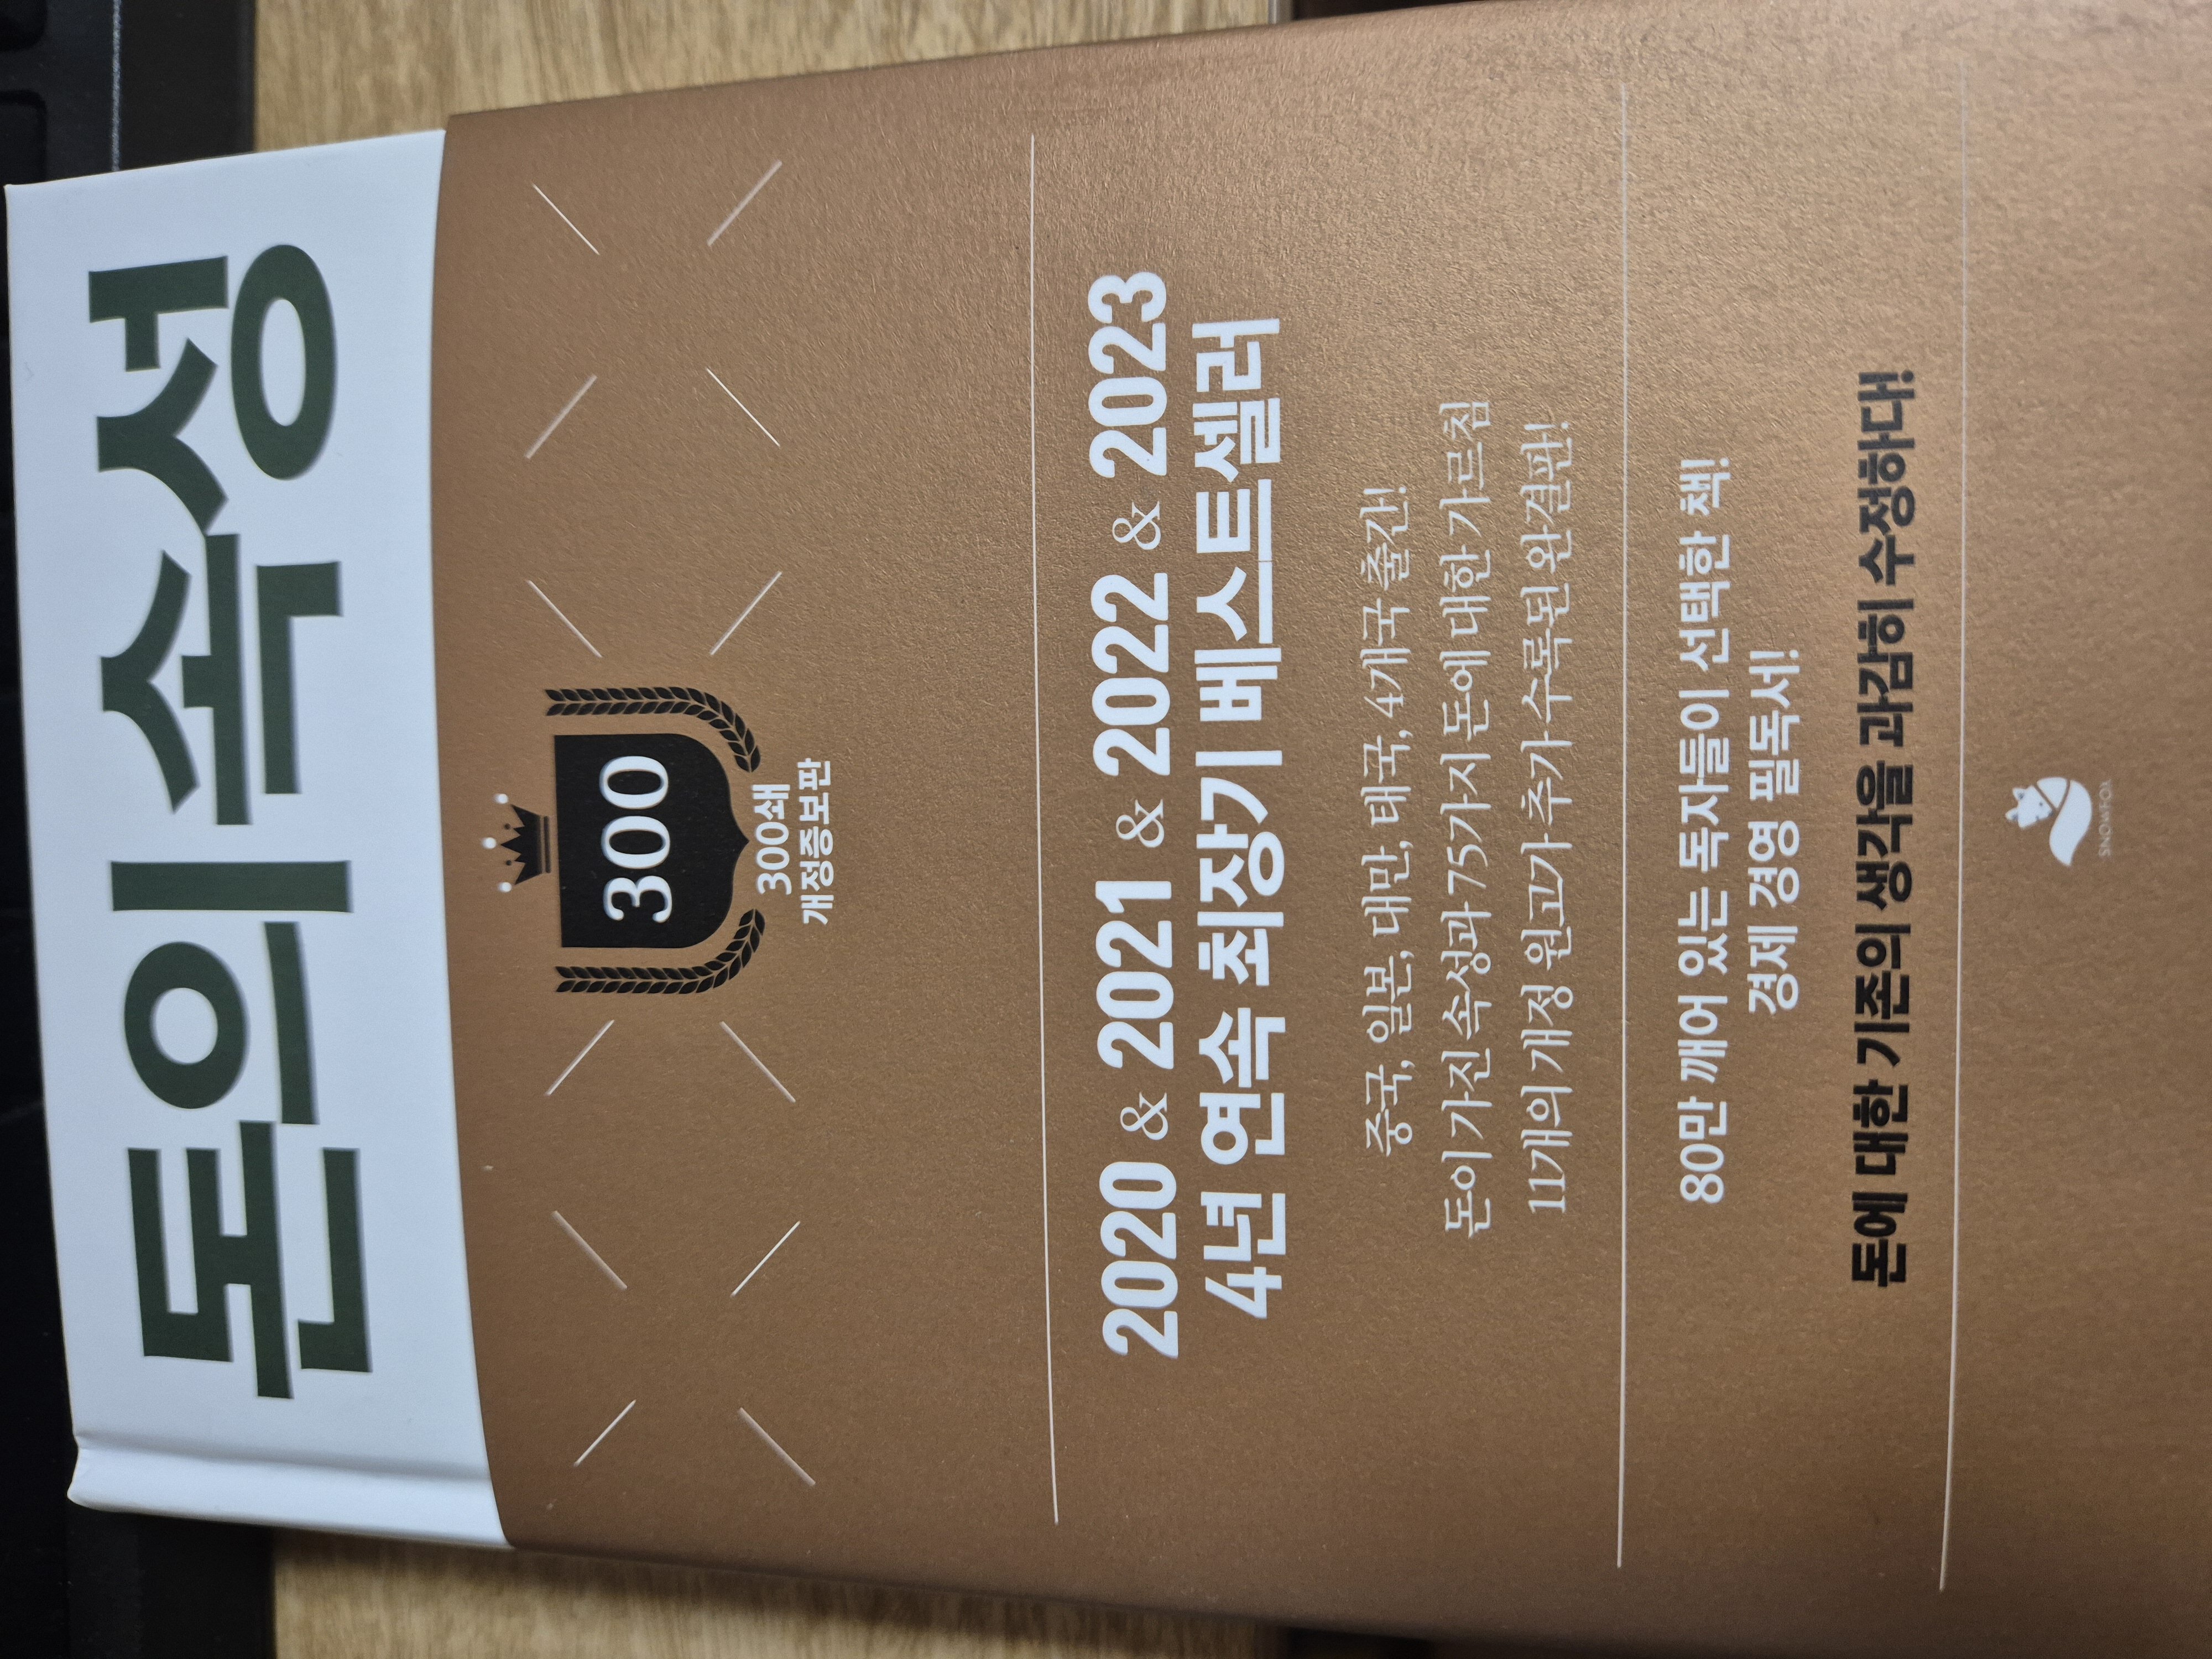 돈의 속성
300
300쇄
개정증보판
2020 & 2021 & 2022 & 2023
4년 연속 최장기 베스트셀러
중국, 일본, 대만, 태국, 4개국 출간!
돈이 가진 속성과 75가지 돈에 대한 가르침
11개의 개정 원고가 추가 수록된 완결판!
80만 깨어 있는 독자들이 선택한 책!
경제 경영 필독서!
돈에 대한 기존의 생각을 과감히 수정하다!
SNOWFOX